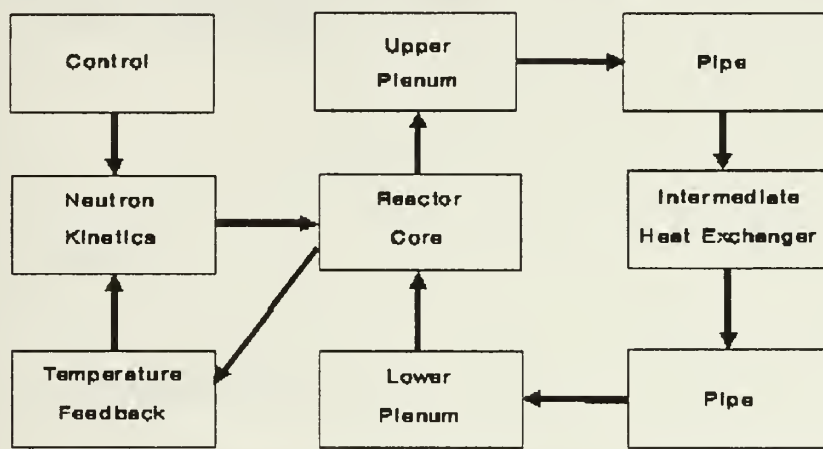 Control
Upper
Plenum
Pipe
Neutron
Kinetics
Reactor
Core
Intermediate
Heat Exchanger
Temperature
Feedback
Lower
Plenum
Pipe